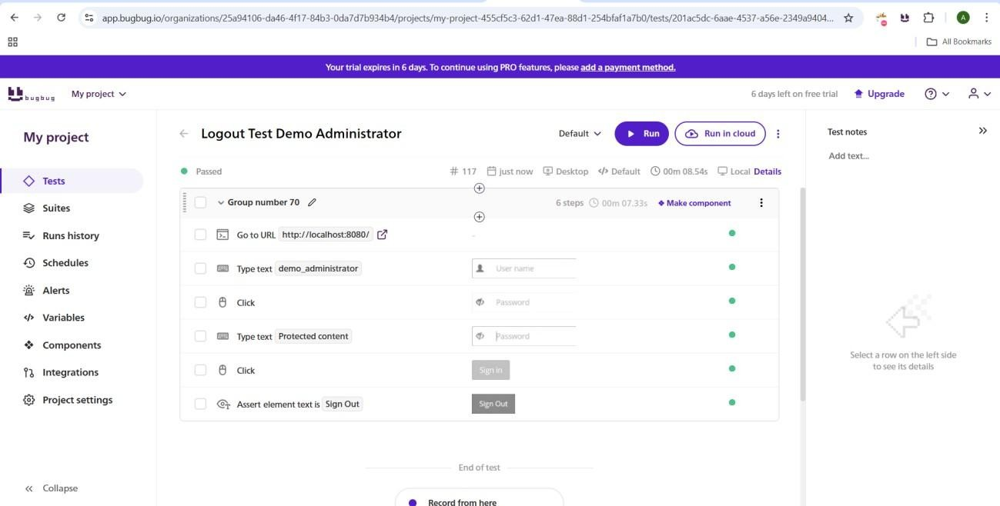 app.bugbug.io/organizations/25a94106-da46-4f17-84b3-0da7d7b934b4/projects/my-project-455cf5c3-62d1-47ea-88d1-254bfaf1a7b0/tests/201ac5dc-6aae-4537-a56e-2349a9404...
A
All Bookmarks
Your trial expires in 6 days. To continue using PRO features, please add a payment method.
bugbug
My project
6 days left on free trial
Upgrade
My project
Logout Test Demo Administrator
Default
Run
Run in cloud
Test notes
Add text...
Tests
Suites
Runs history
Schedules
Alerts
Variables
Components
Integrations
Project settings
Collapse
Passed
# 117 just now Desktop Default 00m 08.54s Local Details
Group number 70
6 steps 00m 07.33s Make component
Go to URL http://localhost:8080/ -
Type text demo_administrator User name
Click Password
Type text Protected content Password
Click Sign in
Assert element text is Sign Out Sign Out
End of test
Record from here
Select a row on the left side
to see its details